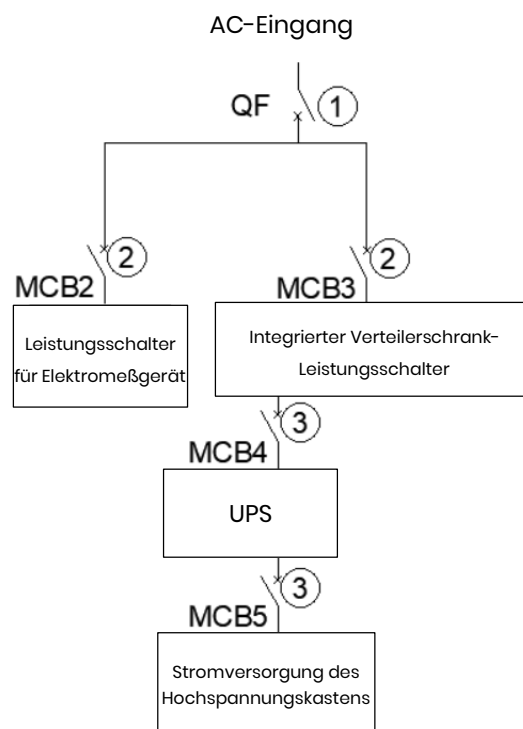 AC-Eingang
QF ①
② ②
MCB2 MCB3
Leistungsschalter
für Elektromeßgerät
Integrierter Verteilerschrank-
Leistungsschalter
③
MCB4
UPS
③
MCB5
Stromversorgung des
Hochspannungskastens